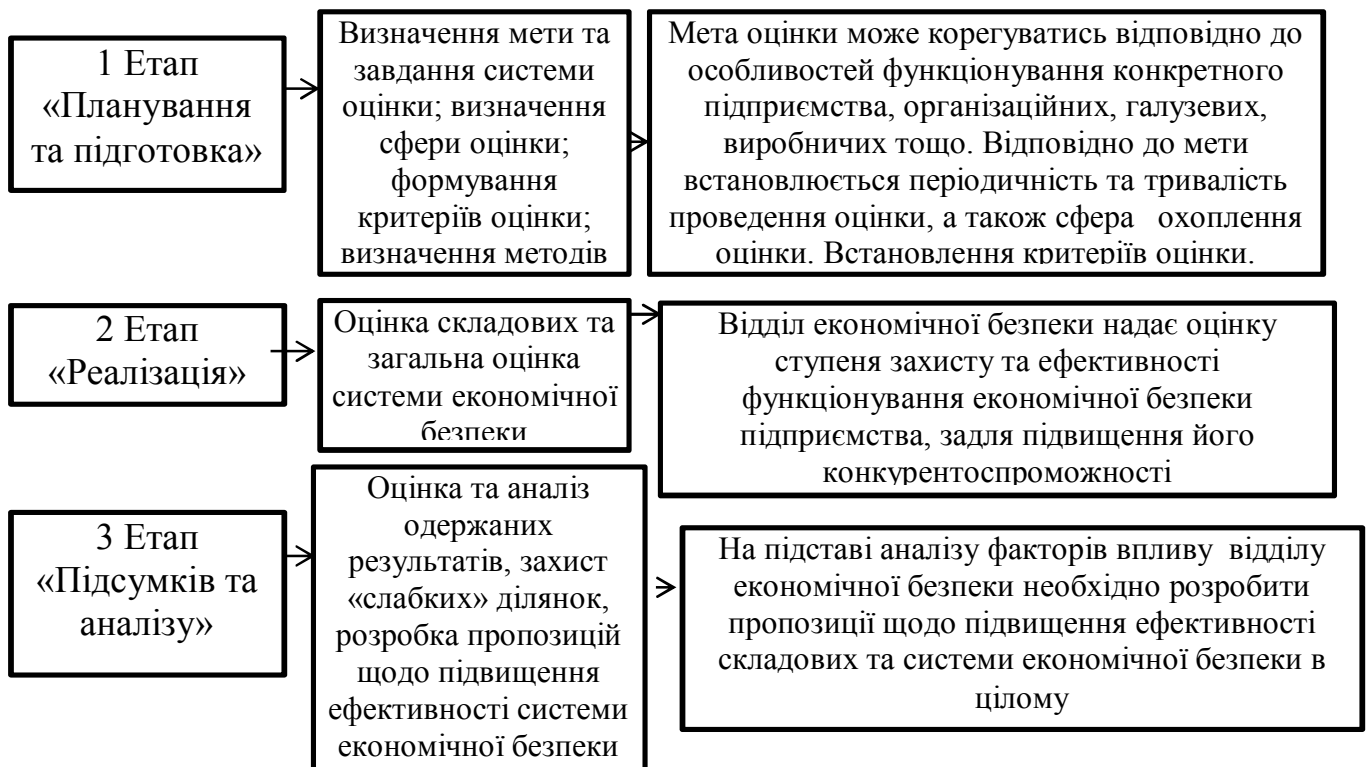 1 Етап
«Планування
та підготовка»
Визначення мети та
завдання системи
оцінки; визначення
сфери оцінки;
формування
критеріїв оцінки;
визначення методів
Мета оцінки може корегуватись відповідно до
особливостей функціонування конкретного
підприємства, організаційних, галузевих,
виробничих тощо. Відповідно до мети
встановлюється періодичність та тривалість
проведення оцінки, а також сфера охоплення
оцінки. Встановлення критеріїв оцінки.
2 Етап
«Реалізація»
Оцінка складових та
загальна оцінка
системи економічної
безпеки
Відділ економічної безпеки надає оцінку
ступеня захисту та ефективності
функціонування економічної безпеки
підприємства, задля підвищення його
конкурентоспроможності
3 Етап
«Підсумків та
аналізу»
Оцінка та аналіз
одержаних
результатів, захист
«слабких» ділянок,
розробка пропозицій
щодо підвищення
ефективності системи
економічної безпеки
На підставі аналізу факторів впливу відділу
економічної безпеки необхідно розробити
пропозиції щодо підвищення ефективності
складових та системи економічної безпеки в
цілому